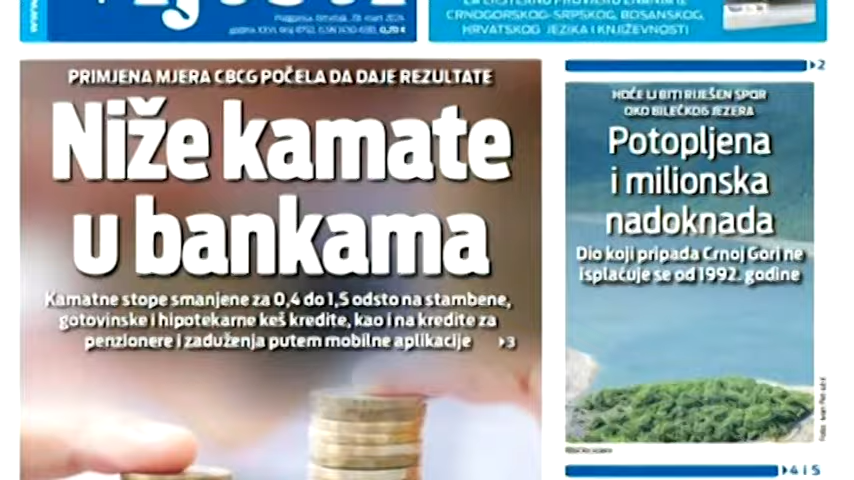 CRNOGORSKOG- SRPSKOG, BOSANSKOG,
HRVATSKOG JEZIKA I KNJIŽEVNOSTI
0,70 €
PRIMJENA MJERA CBCG POČELA DA DAJE REZULTATE
Niže kamate
u bankama
Kamatne stope smanjene za 0,4 do 1,5 odsto na stambene,
gotovinske i hipotekarne keš kredite, kao i na kredite za
penzionere i zaduženja putem mobilne aplikacije 3
2
HOĆE LI BITI RIJEŠEN SPOR
OKO BILEĆKOG JEZERA
Potopljena
i milionska
nadoknada
Dio koji pripada Crnoj Gori ne
isplaćuje se od 1992. godine
4 i 5